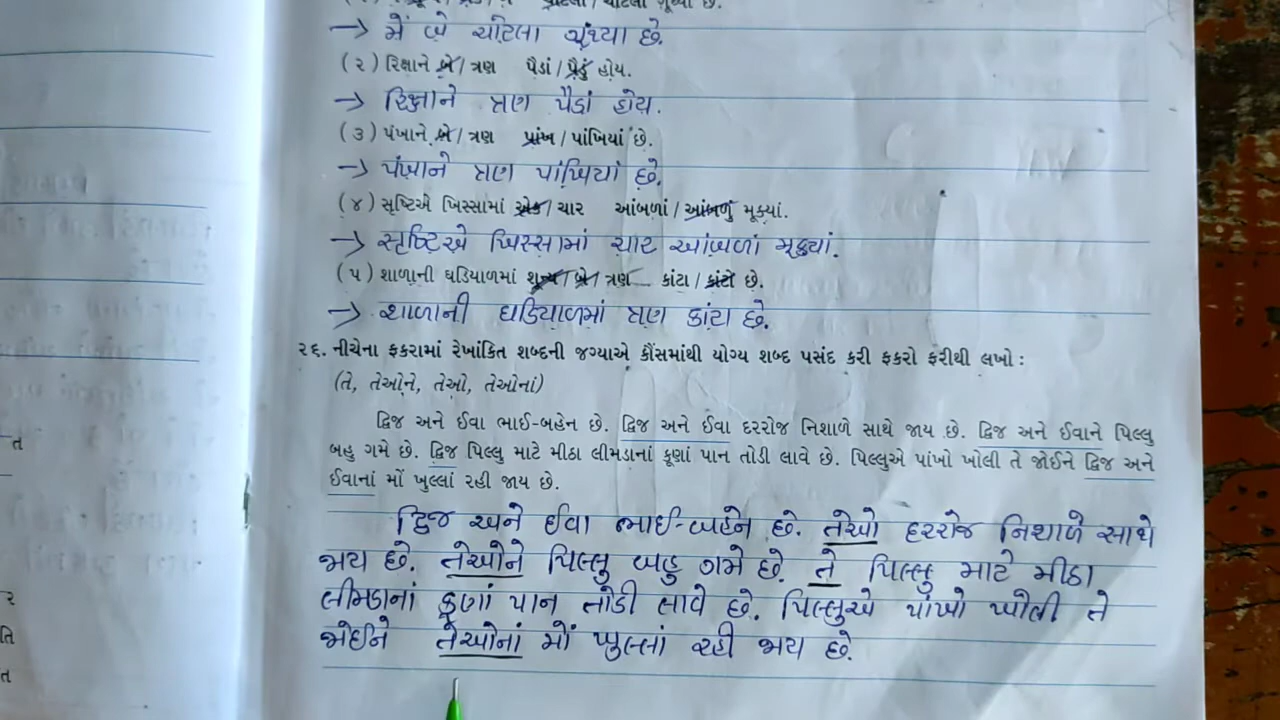 → મેં બે ચોટલા ગૂંથ્યા છે.
(૨) રિક્ષાને બે/ત્રણ પૈડાં/પૈડું હોય.
→ રિક્ષાને ત્રણ પૈડાં હોય.
(૩) પંખાને બે/ત્રણ પ્રાંખ/પાંખિયાં છે.
→ પંખાને ત્રણ પાંખિયાં છે.
(૪) સૃષ્ટિએ ખિસ્સામાં એક/ચાર આંબળાં/આંબળું મૂક્યાં.
→ સૃષ્ટિએ ખિસ્સામાં ચાર આંબળાં મૂક્યાં.
(૫) શાળાની ઘડિયાળમાં શૂન્ય/બે/ત્રણ કાંટા/કાંટો છે.
→ શાળાની ઘડિયાળમાં ત્રણ કાંટા છે.
૨૬. નીચેના ફકરામાં રેખાંકિત શબ્દની જગ્યાએ કૌંસમાંથી યોગ્ય શબ્દ પસંદ કરી ફકરો ફરીથી લખો :
(તે, તેઓને, તેઓ, તેઓનાં)
દ્વિજ અને ઈવા ભાઈ-બહેન છે. દ્વિજ અને ઈવા દરરોજ નિશાળે સાથે જાય છે. દ્વિજ અને ઈવાને પિલ્લુ
બહુ ગમે છે. દ્વિજ પિલ્લુ માટે મીઠા લીમડાનાં કૂણાં પાન તોડી લાવે છે. પિલ્લુએ પાંખો ખોલી તે જોઈને દ્વિજ અને
ઈવાનાં મોં ખુલ્લાં રહી જાય છે.
દ્વિજ અને ઈવા ભાઈ-બહેન છે. તેઓ દરરોજ નિશાળે સાથે
જાય છે. તેઓને પિલ્લુ બહુ ગમે છે. તે પિલ્લુ માટે મીઠા
લીમડાનાં કૂણાં પાન તોડી લાવે છે. પિલ્લુએ પાંખો ખોલી તે
જોઈને તેઓનાં મોં ખુલ્લાં રહી જાય છે.
ત
ર
તિ
ત